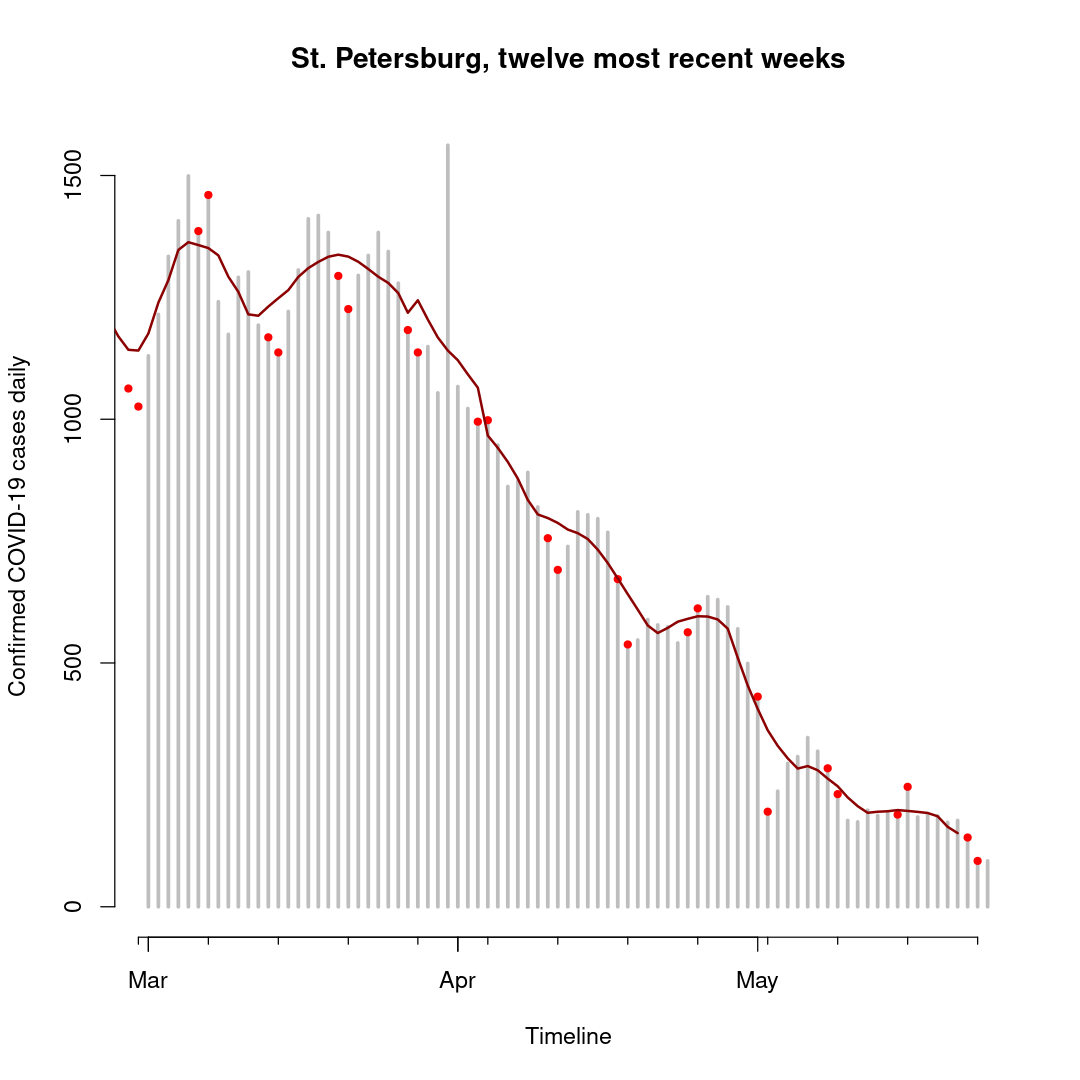 St. Petersburg, twelve most recent weeks
Confirmed COVID-19 cases daily
1500
1000
500
0
Mar Apr May
Timeline